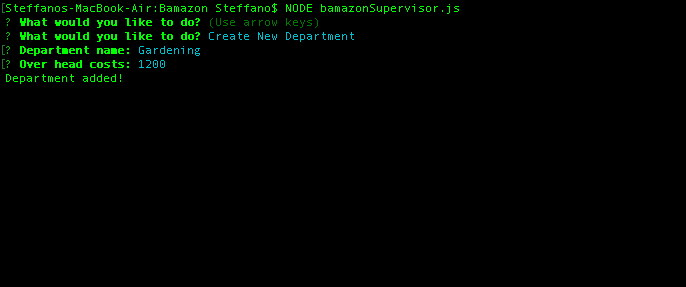 [Steffanos-MacBook-Air:Bamazon Steffano$ NODE bamazonSupervisor.js
? What would you like to do? (Use arrow keys)
? What would you like to do? Create New Department
[? Department name: Gardening
[? Over head costs: 1200
Department added!